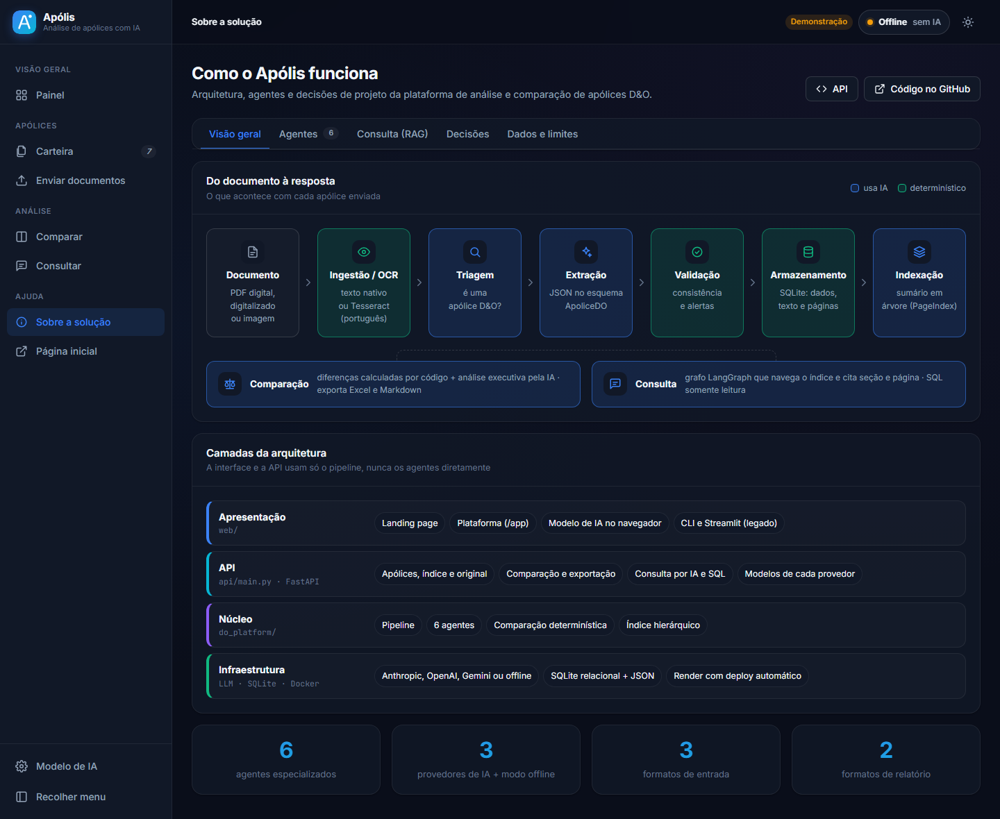 Apólis
Análise de apólices com IA
Sobre a solução
Demonstração
Offline sem IA
VISÃO GERAL
Painel
APÓLICES
Carteira 7
Enviar documentos
ANÁLISE
Comparar
Consultar
AJUDA
Sobre a solução
Página inicial
Modelo de IA
Recolher menu
Como o Apólis funciona
Arquitetura, agentes e decisões de projeto da plataforma de análise e comparação de apólices D&O.
API
Código no GitHub
Visão geral Agentes 6 Consulta (RAG) Decisões Dados e limites
Do documento à resposta
O que acontece com cada apólice enviada
usa IA determinístico
Documento
PDF digital,
digitalizado
ou imagem
Ingestão / OCR
texto nativo
ou Tesseract
(português)
Triagem
é uma
apólice D&O?
Extração
JSON no esquema
ApoliceDO
Validação
consistência
e alertas
Armazenamento
SQLite: dados,
texto e páginas
Indexação
sumário em
árvore (PageIndex)
Comparação
diferenças calculadas por código + análise executiva pela IA ·
exporta Excel e Markdown
Consulta
grafo LangGraph que navega o índice e cita seção e página · SQL
somente leitura
Camadas da arquitetura
A interface e a API usam só o pipeline, nunca os agentes diretamente
Apresentação
web/
Landing page Plataforma (/app) Modelo de IA no navegador CLI e Streamlit (legado)
API
api/main.py · FastAPI
Apólices, índice e original Comparação e exportação Consulta por IA e SQL Modelos de cada provedor
Núcleo
do_platform/
Pipeline 6 agentes Comparação determinística Índice hierárquico
Infraestrutura
LLM · SQLite · Docker
Anthropic, OpenAI, Gemini ou offline SQLite relacional + JSON Render com deploy automático
6
agentes especializados
3
provedores de IA + modo offline
3
formatos de entrada
2
formatos de relatório